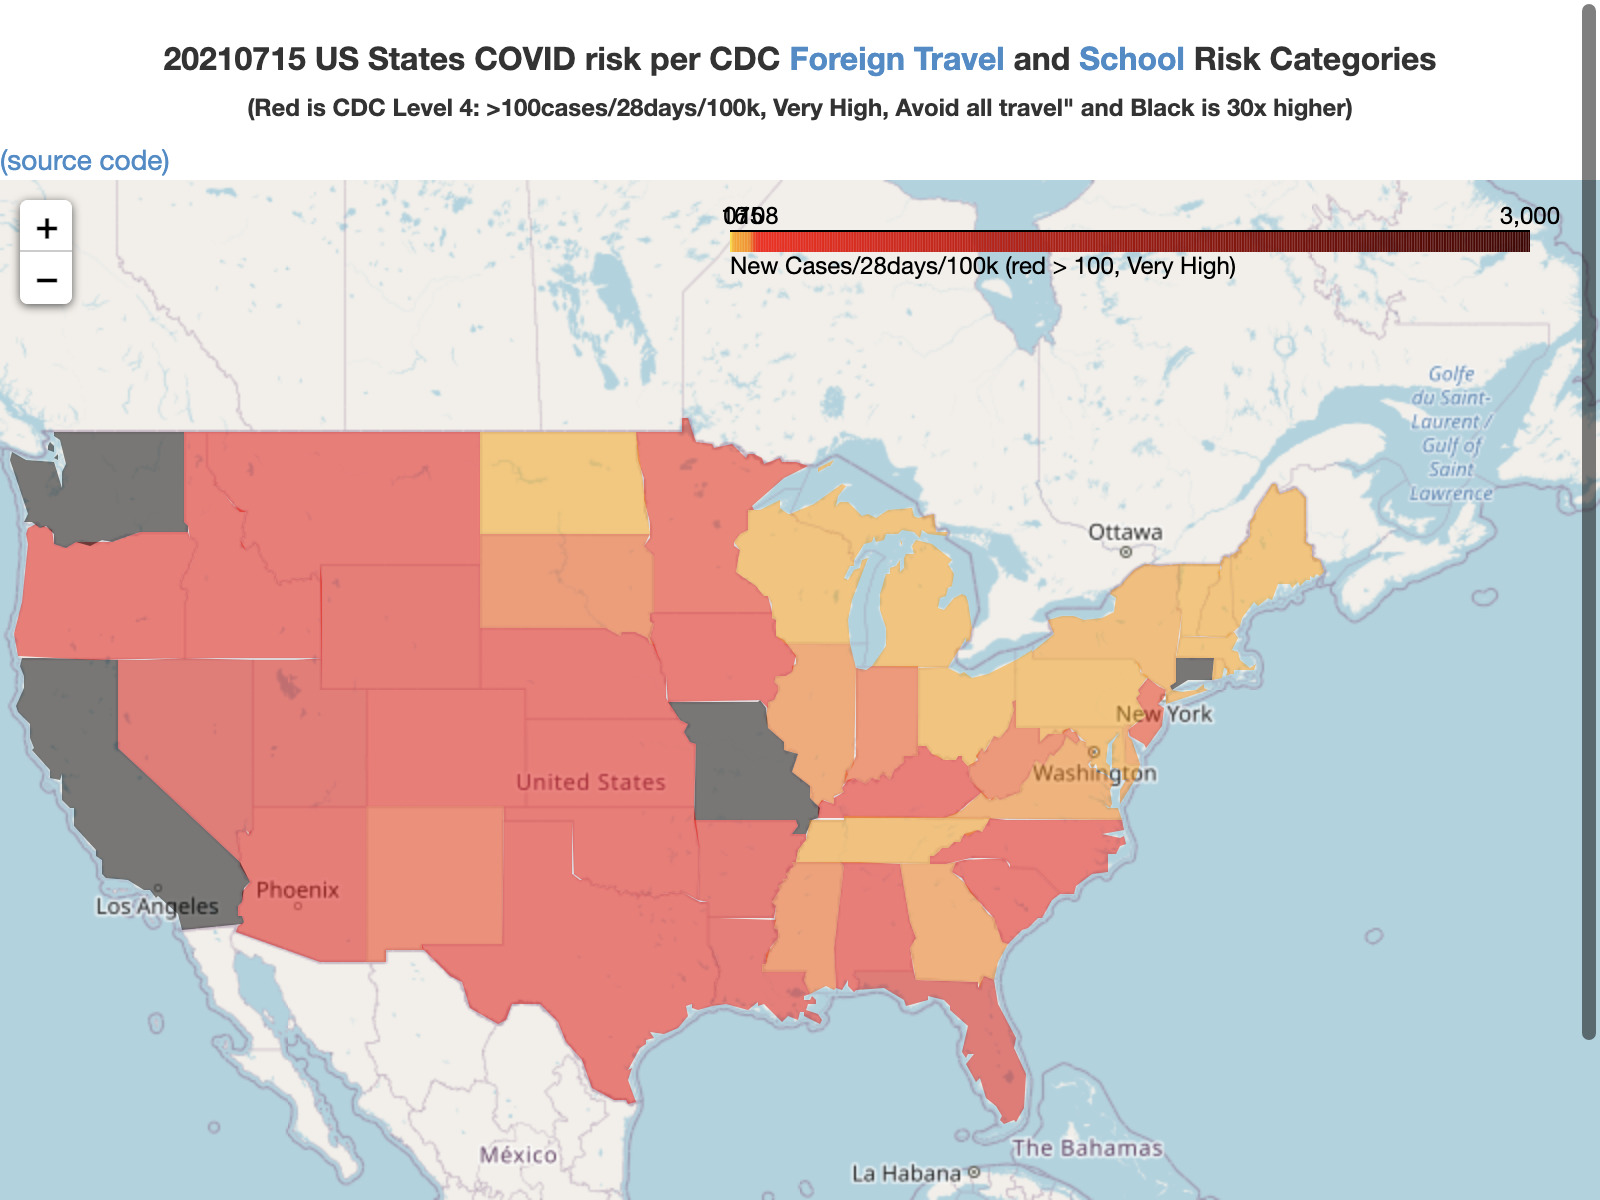 20210715 US States COVID risk per CDC Foreign Travel and School Risk Categories
(Red is CDC Level 4: >100cases/28days/100k, Very High, Avoid all travel" and Black is 30x higher)
(source code)
+
−
3,000
New Cases/28days/100k (red > 100, Very High)
Golfe
du Saint-
Laurent /
Gulf of
Saint
Lawrence
Ottawa
New York
Washington
United States
Phoenix
Los Angeles
México
The Bahamas
La Habana